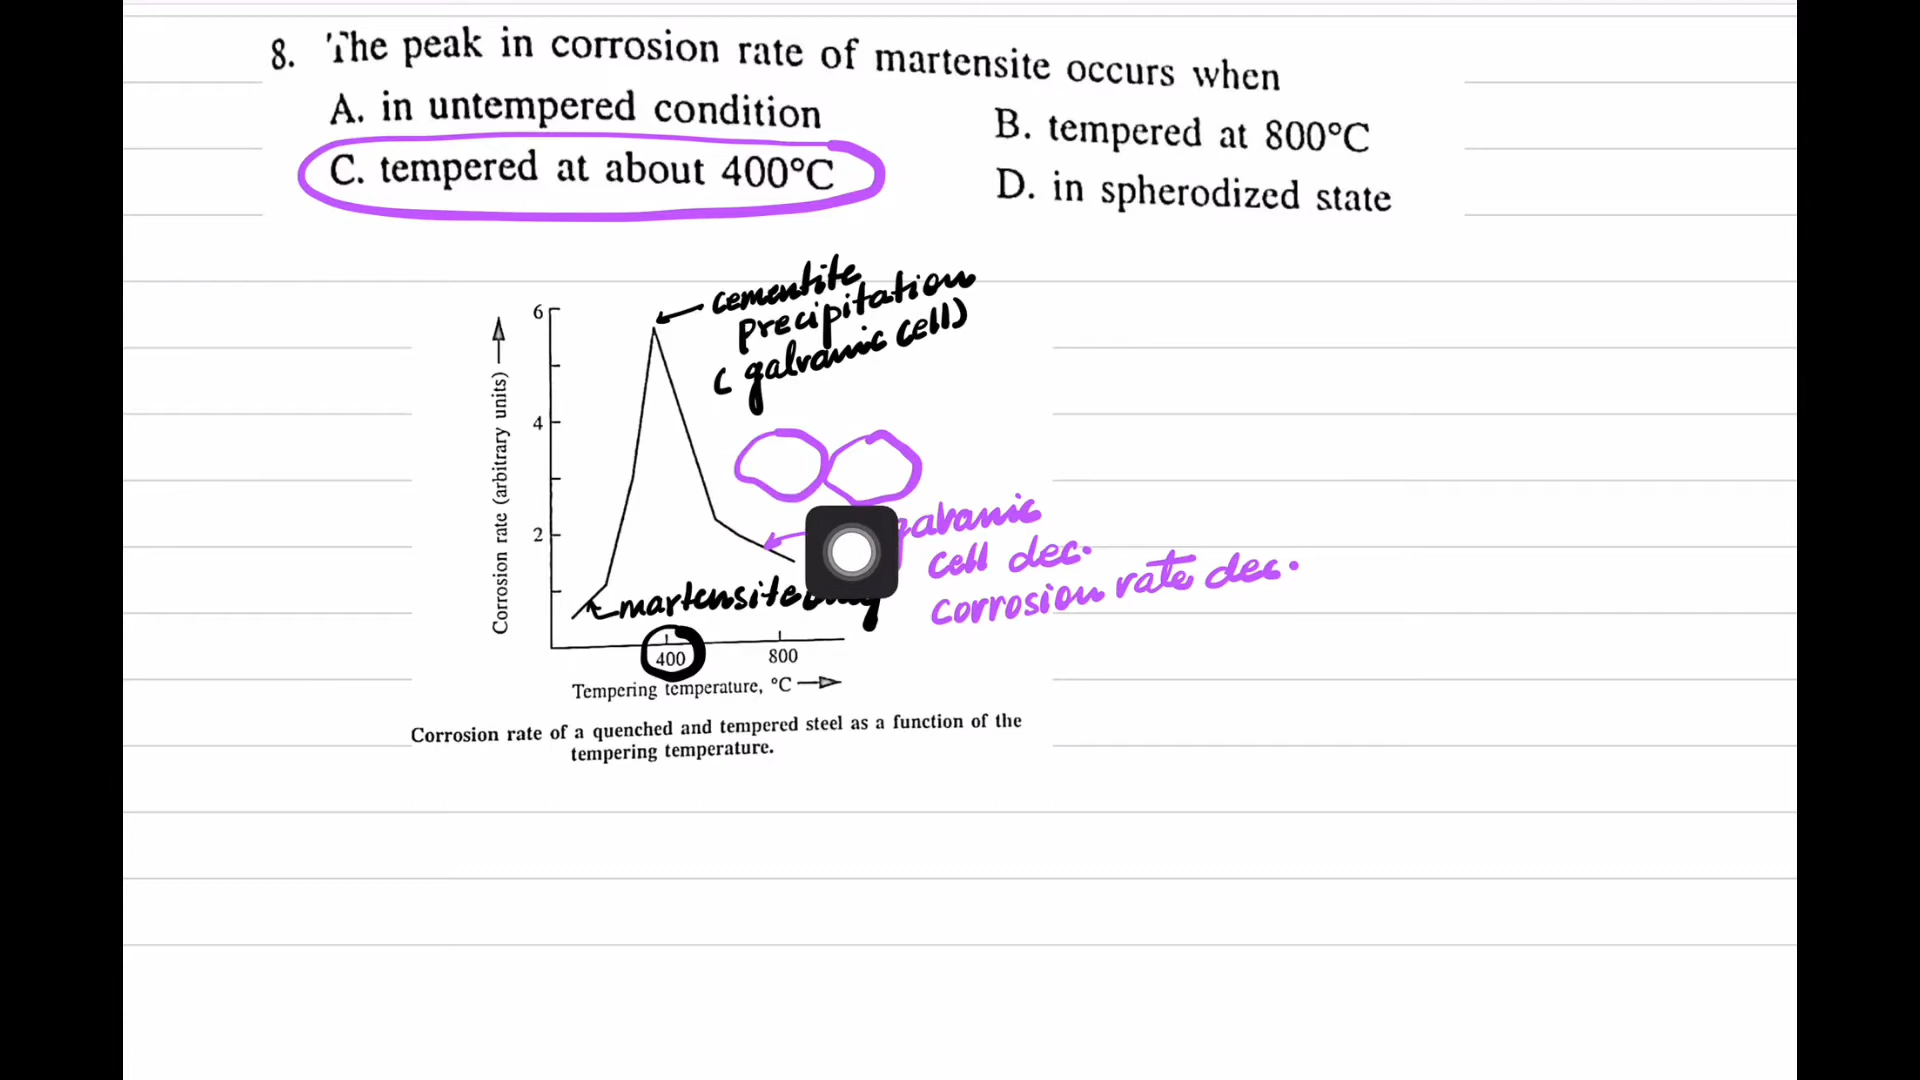 8. The peak in corrosion rate of martensite occurs when
A. in untempered condition
B. tempered at 800°C
C. tempered at about 400°C
D. in spherodized state
cementite
precipitation
( galvanic cell)
6
4
2
Corrosion rate (arbitrary units)
cell dec.
corrosion rate dec.
martensite
400
800
Tempering temperature, °C
Corrosion rate of a quenched and tempered steel as a function of the
tempering temperature.